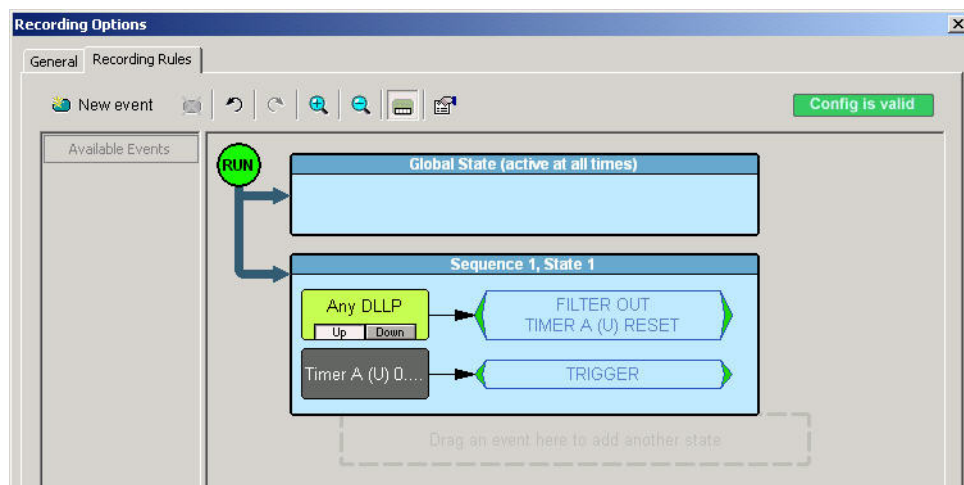 Recording Options
General Recording Rules
New event
Config is valid
Available Events
RUN
Global State (active at all times)
Sequence 1, State 1
Any DLLP
Up Down
FILTER OUT
TIMER A (U) RESET
Timer A (U) 0....
TRIGGER
Drag an event here to add another state